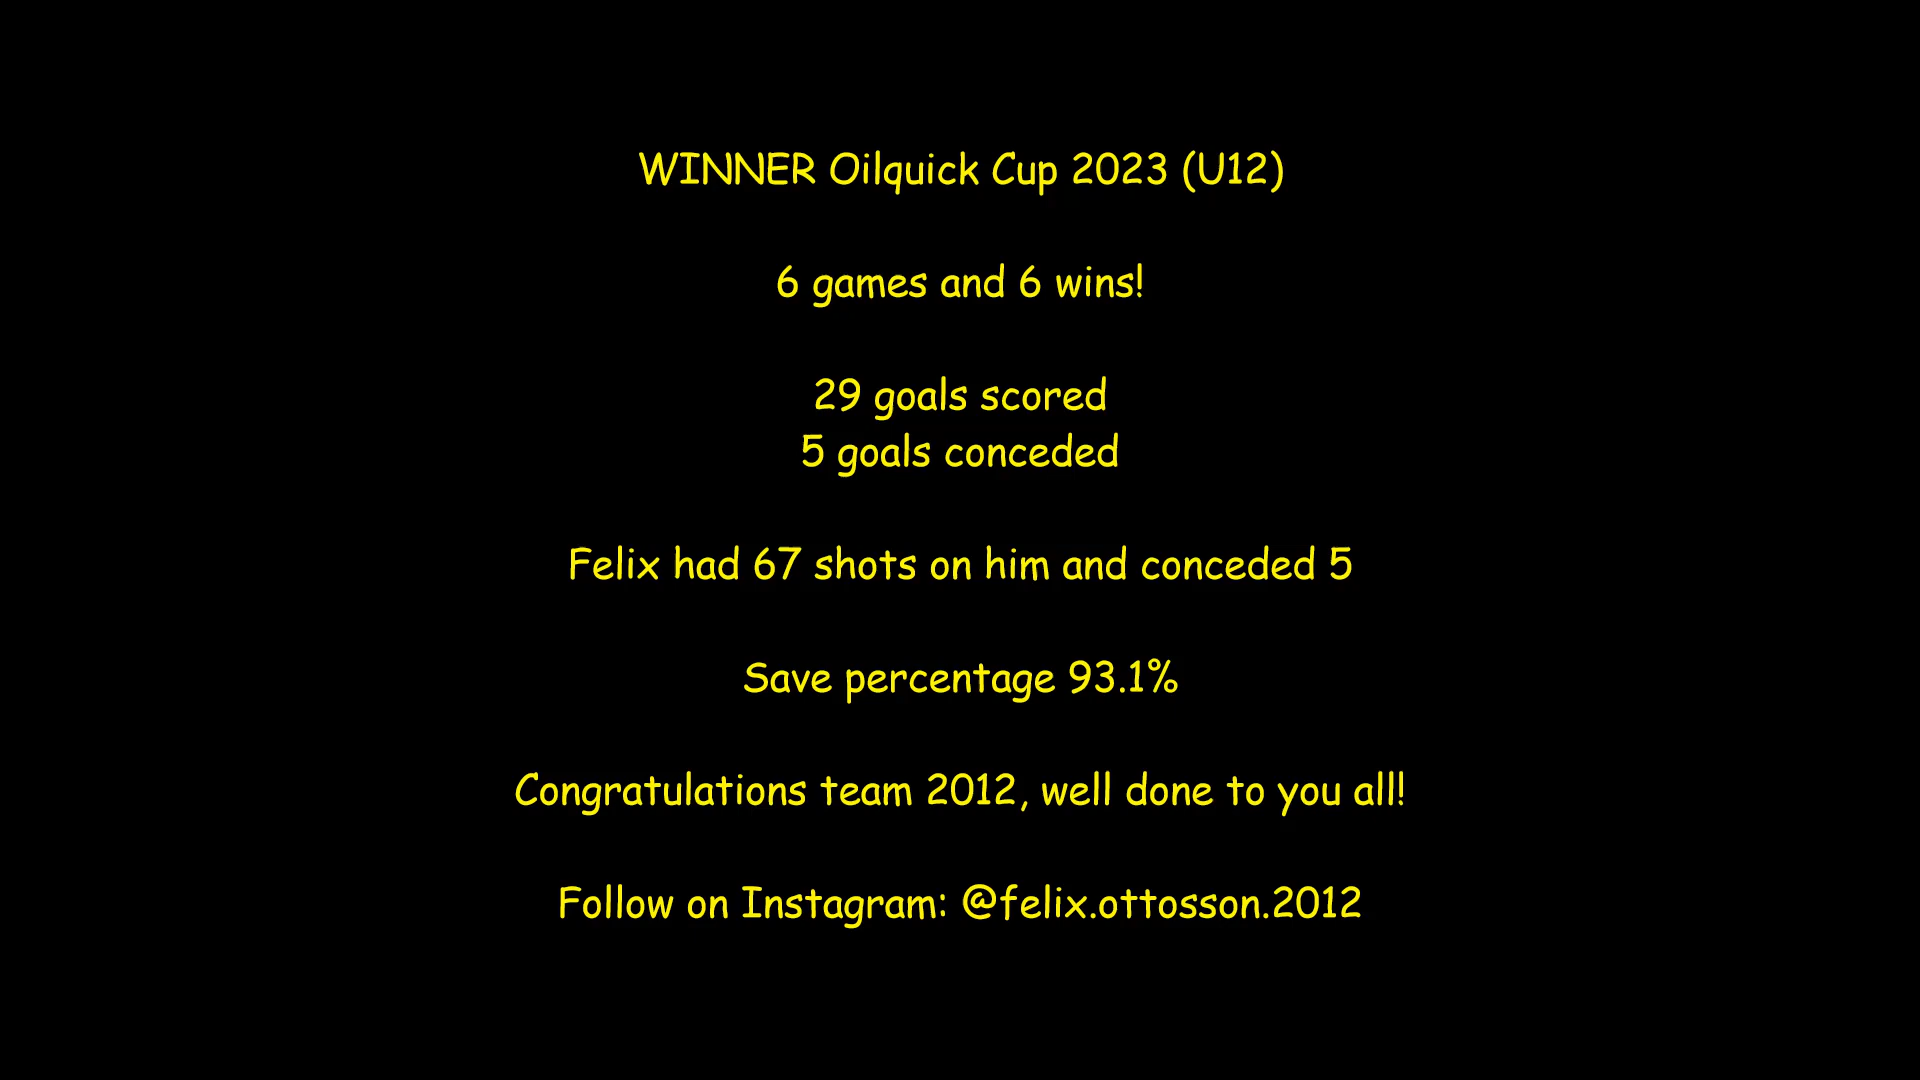 WINNER Oilquick Cup 2023 (U12)
6 games and 6 wins!
29 goals scored
5 goals conceded
Felix had 67 shots on him and conceded 5
Save percentage 93.1%
Congratulations team 2012, well done to you all!
Follow on Instagram: @felix.ottosson.2012